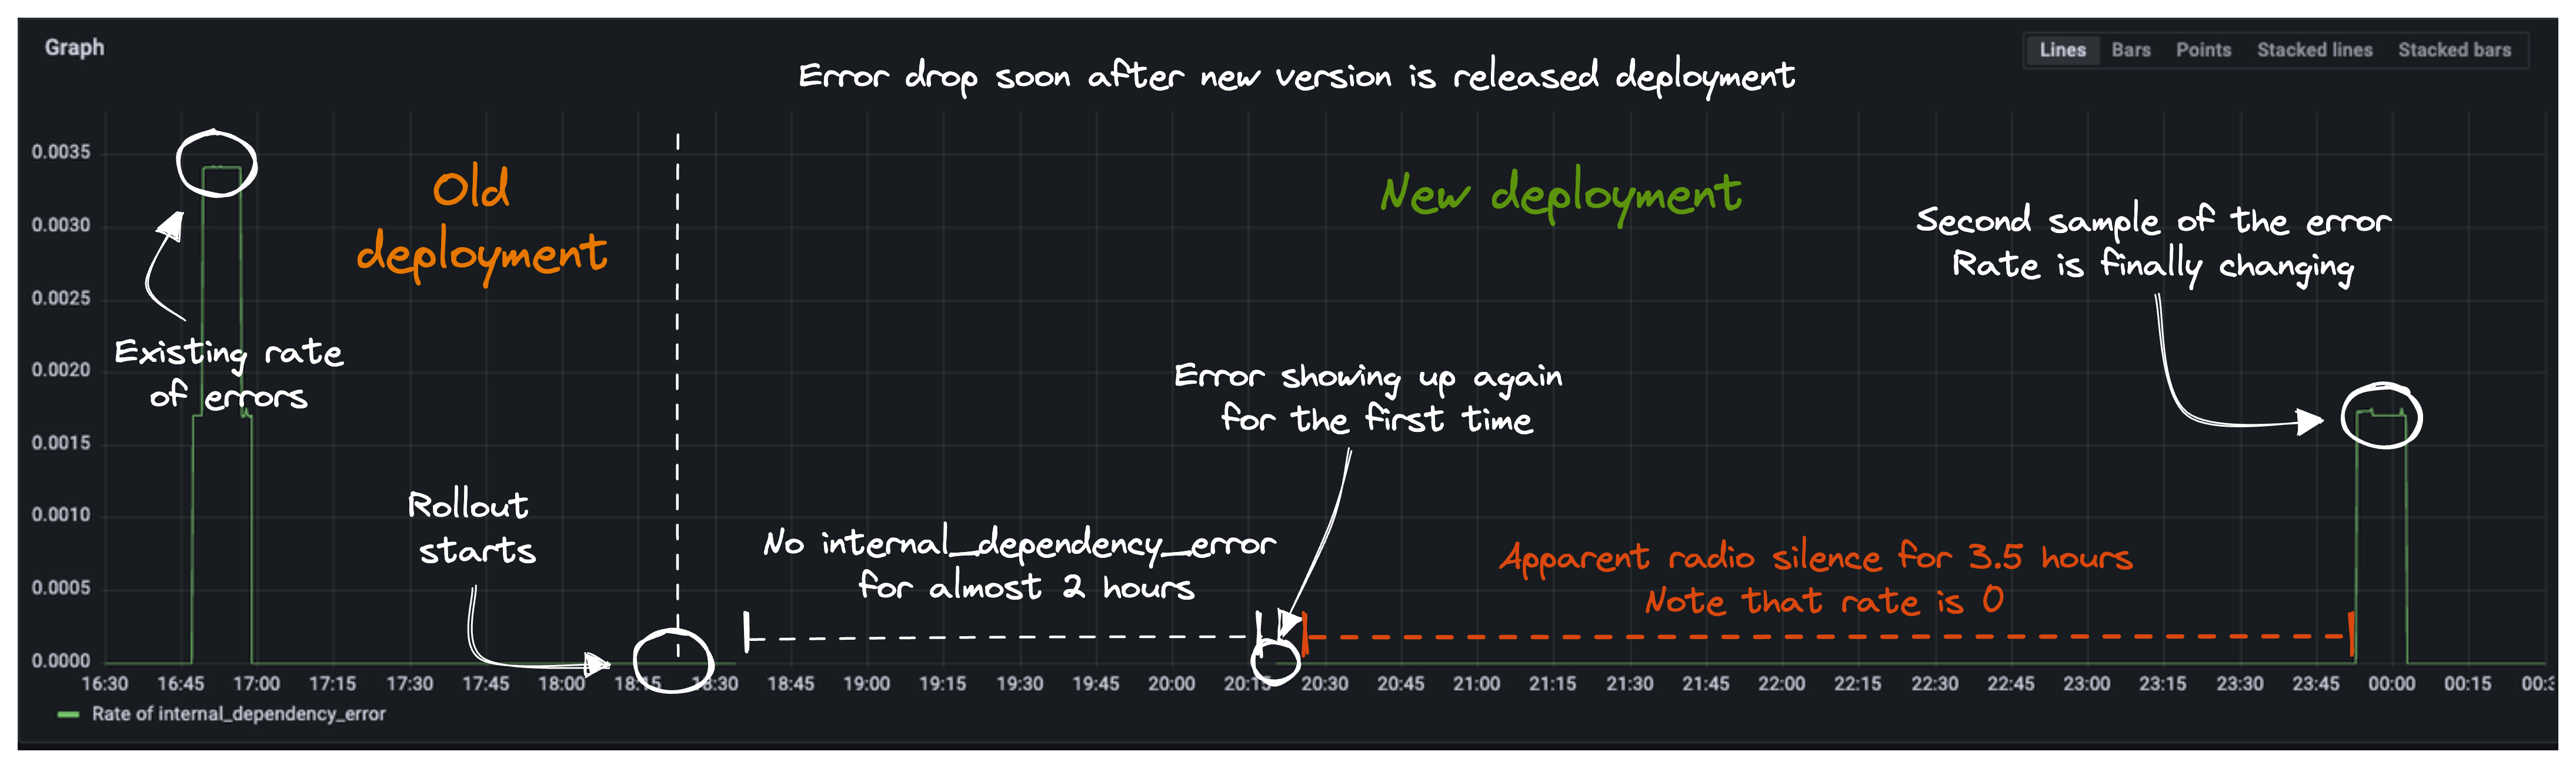 Graph
Lines Bars Points Stacked lines Stacked bars
Error drop soon after new version is released deployment
Old
deployment
New deployment
Second sample of the error
Rate is finally changing
Existing rate
of errors
Error showing up again
for the first time
Rollout
starts
No internal_dependency_error
for almost 2 hours
Apparent radio silence for 3.5 hours
Note that rate is 0
0.0035
0.0030
0.0025
0.0020
0.0015
0.0010
0.0005
0.0000
16:30 16:45 17:00 17:15 17:30 17:45 18:00 18:15 18:30 18:45 19:00 19:15 19:30 19:45 20:00 20:15 20:30 20:45 21:00 21:15 21:30 21:45 22:00 22:15 22:30 22:45 23:00 23:15 23:30 23:45 00:00 00:15
Rate of internal_dependency_error